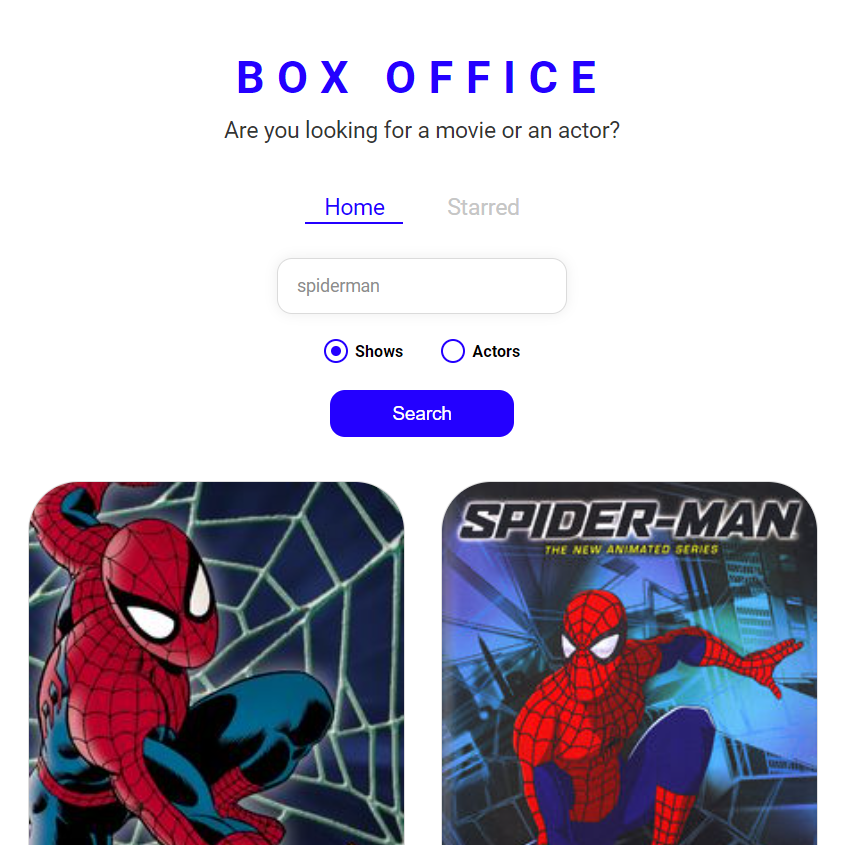 BOX OFFICE
Are you looking for a movie or an actor?
Home Starred
spiderman
Shows Actors
Search
SPIDER-MAN
THE NEW ANIMATED SERIES